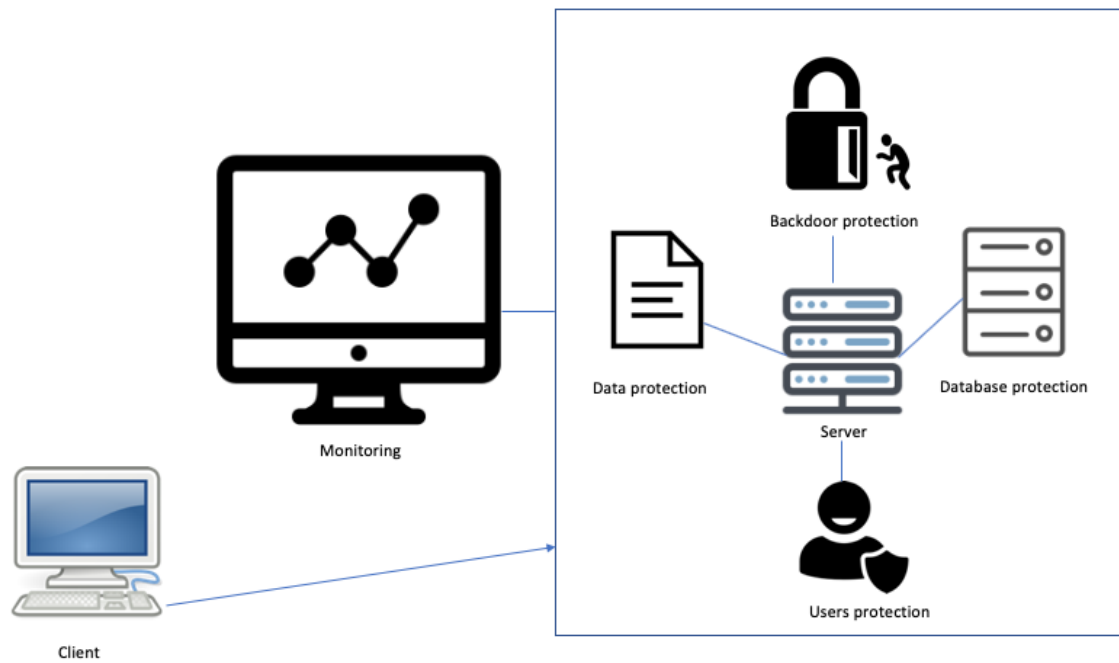 Backdoor protection
Data protection
Database protection
Server
Monitoring
Users protection
Client